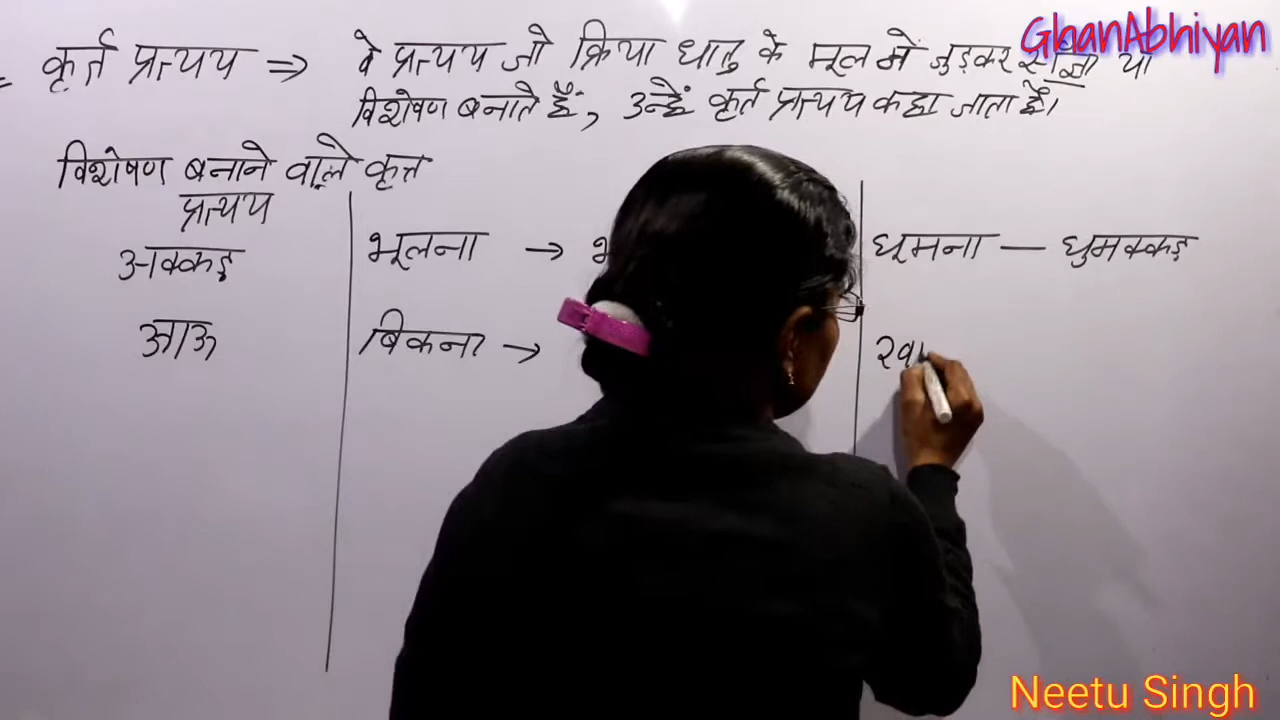 GhanAbhiyan
कृर्त प्रत्यय ⇒ वे प्रत्यय जो क्रिया धातु के मूल में जुड़कर संज्ञा या
विशेषण बनाते हैं, उन्हें कृर्त प्रत्यय कहा जाता है।
विशेषण बनाने वाले कृत्त
प्रत्यय
अक्कड़ भूलना → घूमना — घुमक्कड़
आऊ बिकना →
Neetu Singh